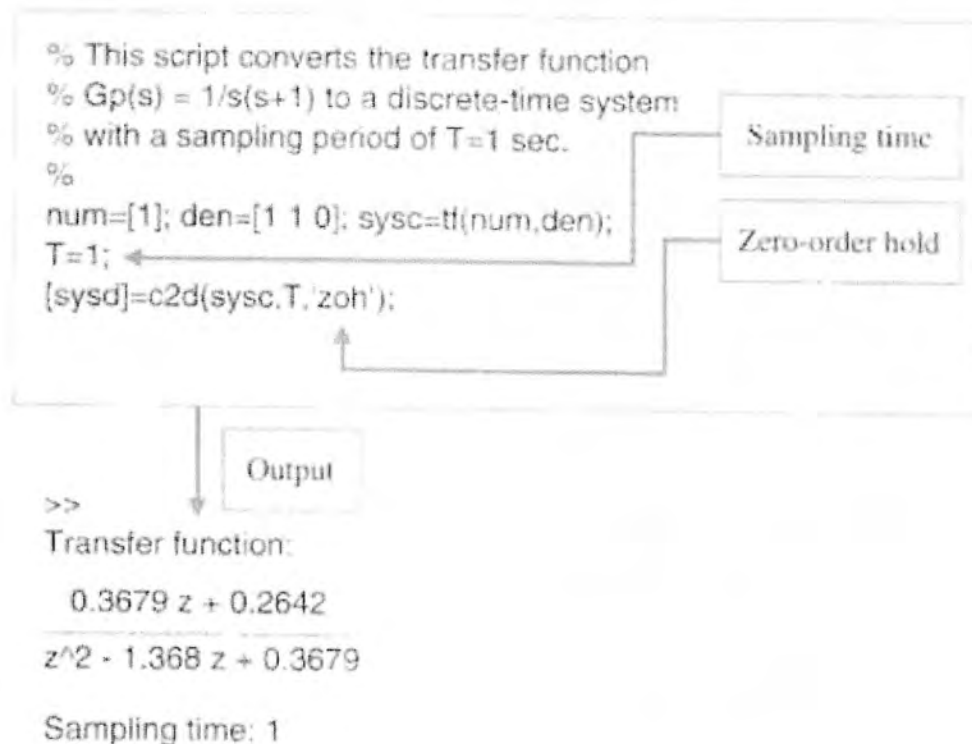 % This script converts the transfer function
% Gp(s) = 1/s(s+1) to a discrete-time system
% with a sampling period of T=1 sec.
%
num=[1]; den=[1 1 0]; sysc=tf(num,den);
T=1;
[sysd]=c2d(sysc,T,'zoh');
Sampling time
Zero-order hold
Output
>>
Transfer function:
0.3679 z + 0.2642
z^2 - 1.368 z + 0.3679
Sampling time: 1